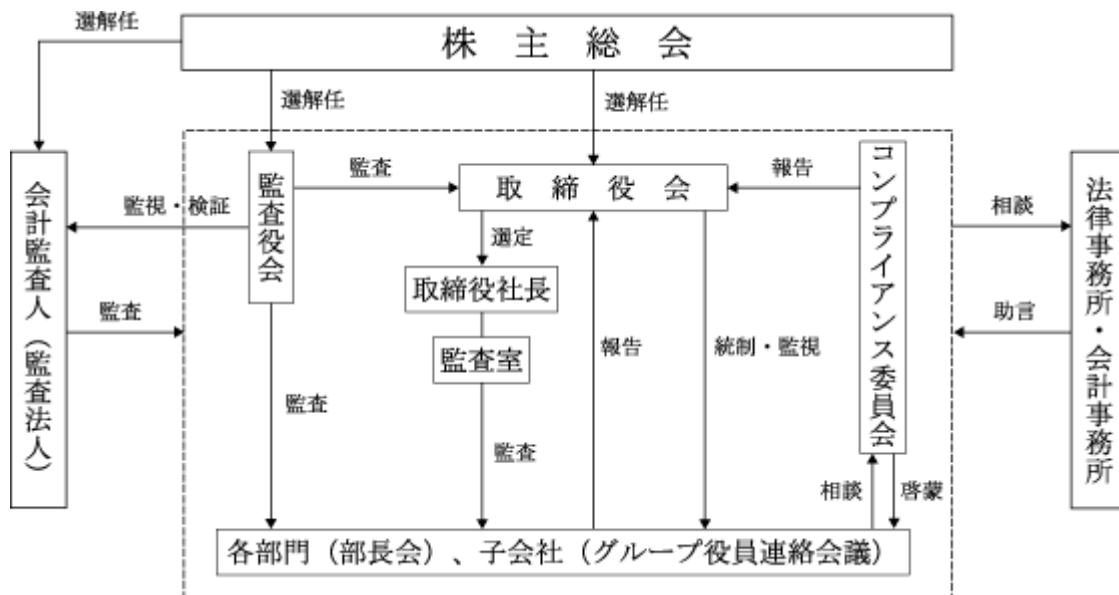 選解任
株主総会
選解任
選解任
会計監査人（監査法人）
監視・検証
監査
監査役会
監査
取締役会
報告
コンプライアンス委員会
相談
法律事務所・会計事務所
助言
選定
取締役社長
監査室
監査
監査
報告
統制・監視
相談
啓蒙
各部門（部長会）、子会社（グループ役員連絡会議）